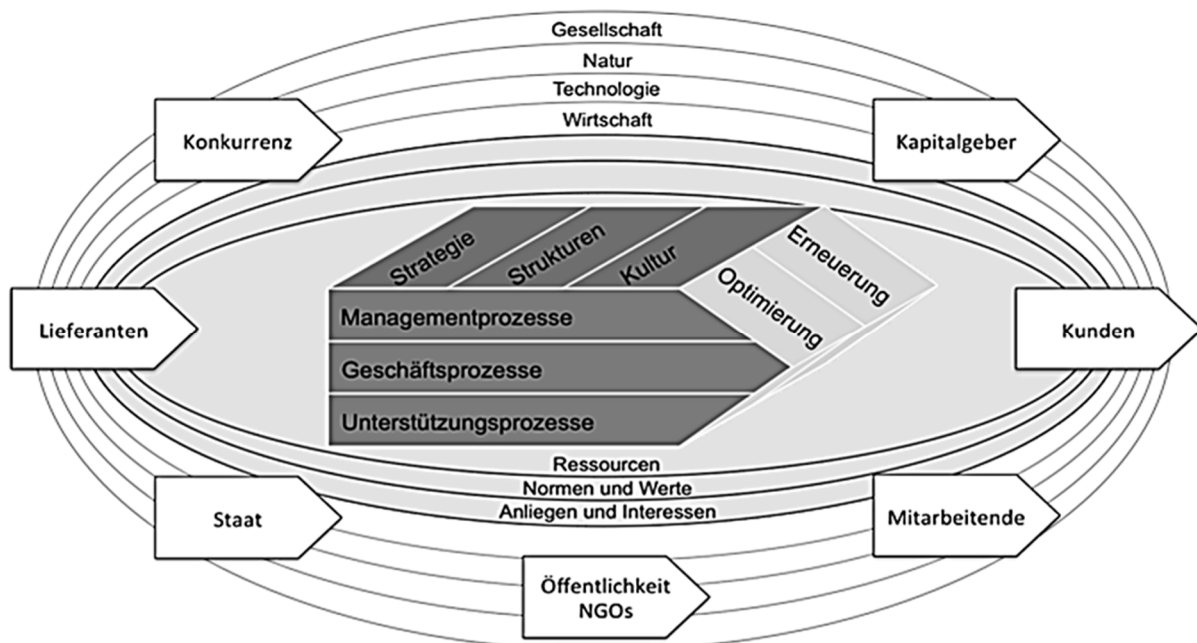 Gesellschaft
Natur
Technologie
Wirtschaft
Konkurrenz
Kapitalgeber
Strategie
Strukturen
Kultur
Erneuerung
Optimierung
Managementprozesse
Geschäftsprozesse
Unterstützungsprozesse
Lieferanten
Kunden
Ressourcen
Normen und Werte
Anliegen und Interessen
Staat
Mitarbeitende
Öffentlichkeit
NGOs